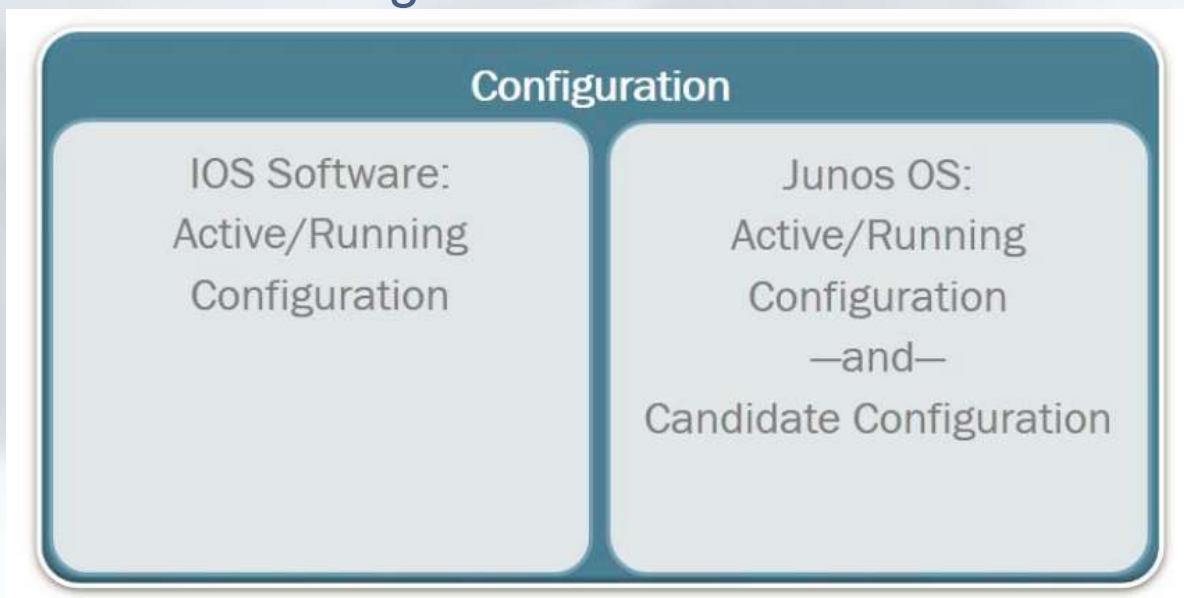 Configuration
IOS Software:
Active/Running
Configuration
Junos OS:
Active/Running
Configuration
—and—
Candidate Configuration